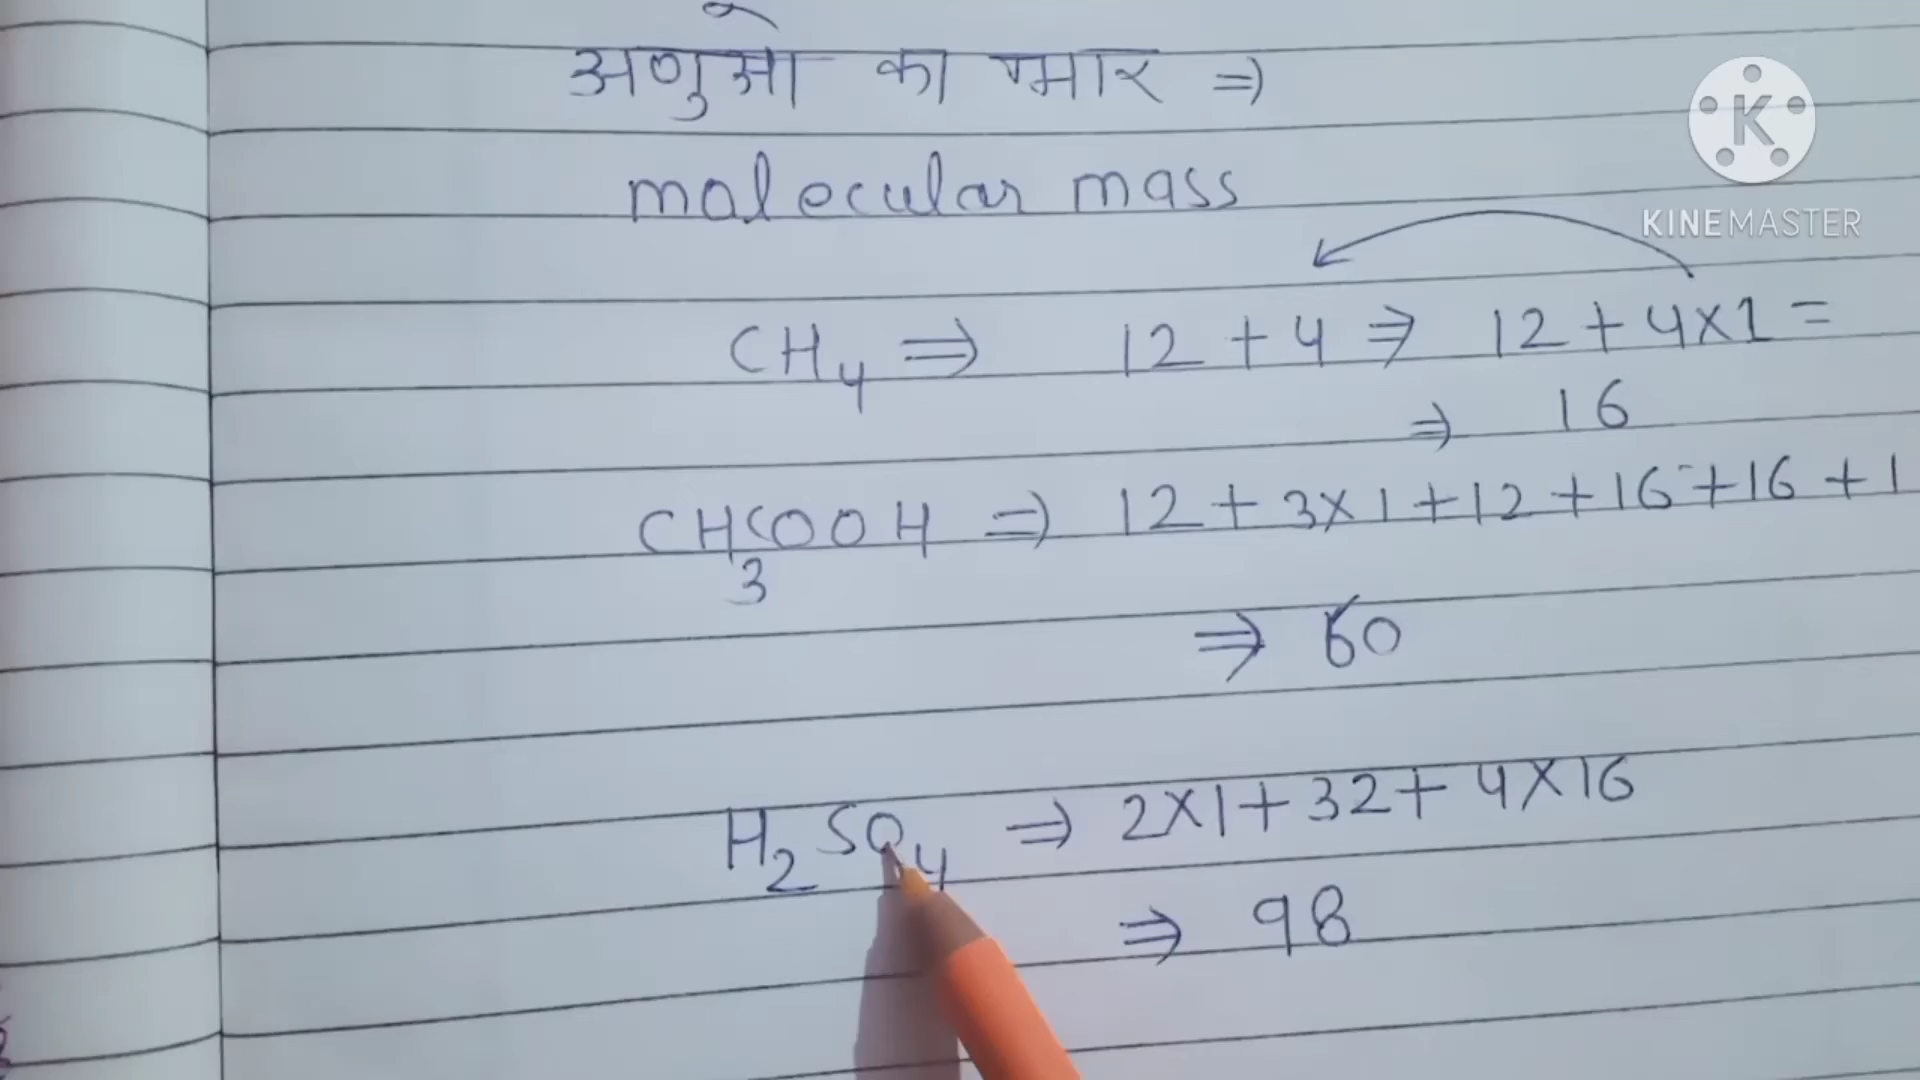 अणुओ का भार ⇒
molecular mass
K
KINEMASTER
CH₄ ⇒ 12 + 4 ⇒ 12 + 4×1 =
⇒ 16
CH₃COOH ⇒ 12 + 3×1 + 12 + 16 + 16 + 1
⇒ 60
H₂SO₄ ⇒ 2×1 + 32 + 4×16
⇒ 98